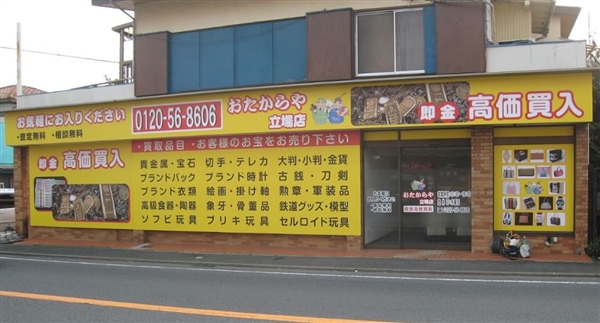 お気軽にお入りください
・査定無料・相談無料
0120-56-8606
おたからや
立場店
即金 高価買入
即金 高価買入
・買取品目・お客様のお宝をお売り下さい
貴金属・宝石 切手・テレカ 大判・小判・金貨
ブランドバック ブランド時計 古銭・刀剣
ブランド衣類 絵画・掛け軸 勲章・軍装品
高級食器・陶器 象牙・骨董品 鉄道グッズ・模型
ソフビ玩具 ブリキ玩具 セルロイド玩具
おたからや
立場店